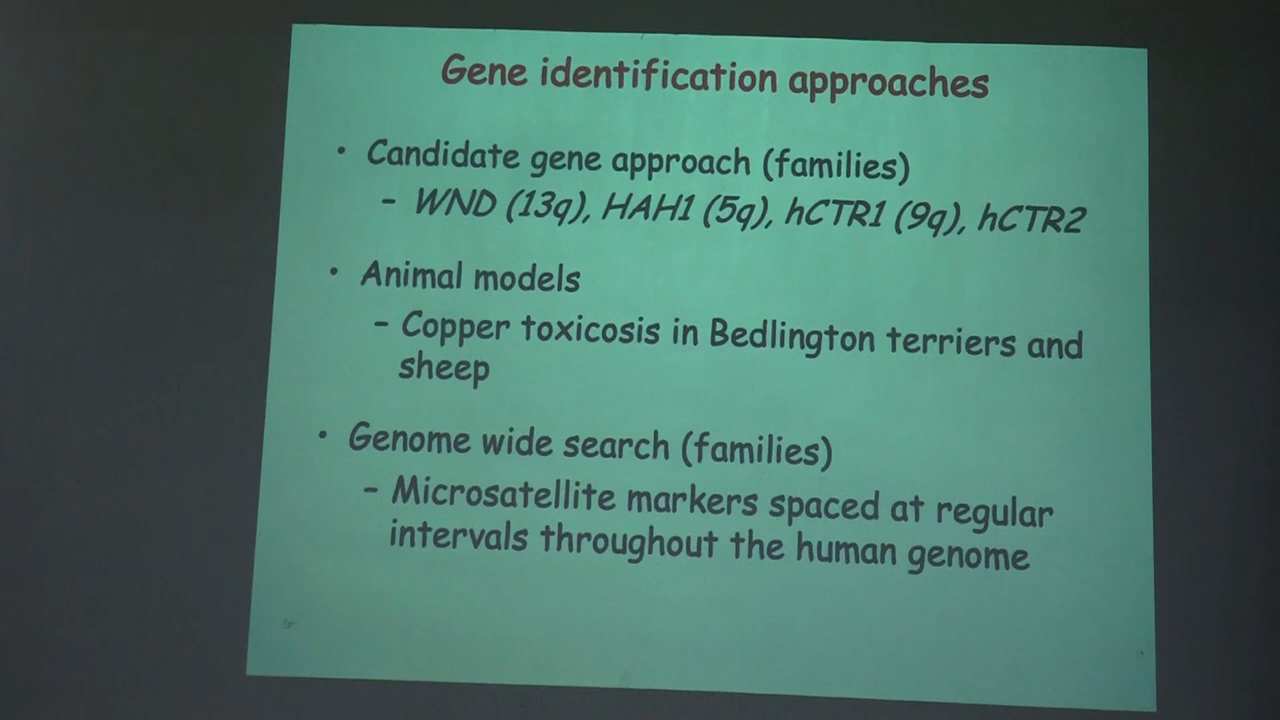 Gene identification approaches
• Candidate gene approach (families)
– WND (13q), HAH1 (5q), hCTR1 (9q), hCTR2
• Animal models
– Copper toxicosis in Bedlington terriers and
sheep
• Genome wide search (families)
– Microsatellite markers spaced at regular
intervals throughout the human genome